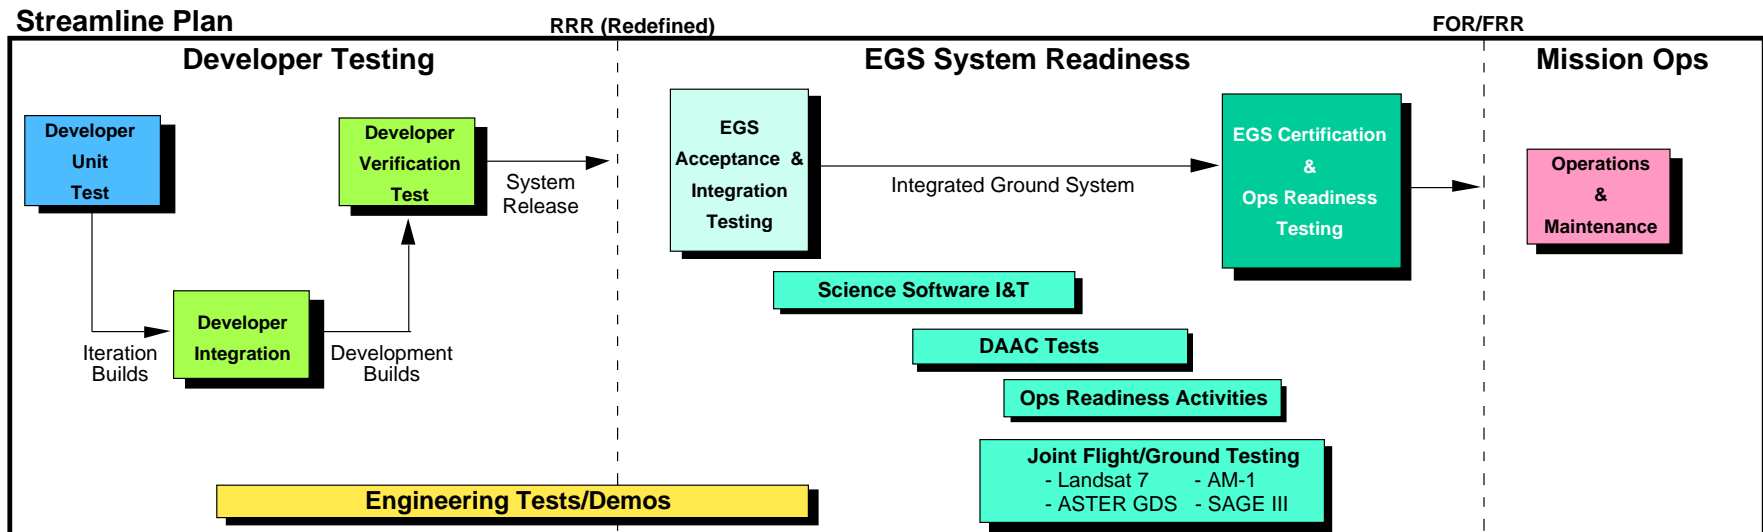 Streamline Plan
RRR (Redefined)
FOR/FRR
Developer Testing
EGS System Readiness
Mission Ops
Developer
Unit
Test
Developer
Verification
Test
System
Release
EGS
Acceptance &
Integration
Testing
Integrated Ground System
EGS Certification
&
Ops Readiness
Testing
Operations
&
Maintenance
Iteration
Builds
Developer
Integration
Development
Builds
Science Software I&T
DAAC Tests
Ops Readiness Activities
Joint Flight/Ground Testing
- Landsat 7 - AM-1
- ASTER GDS - SAGE III
Engineering Tests/Demos